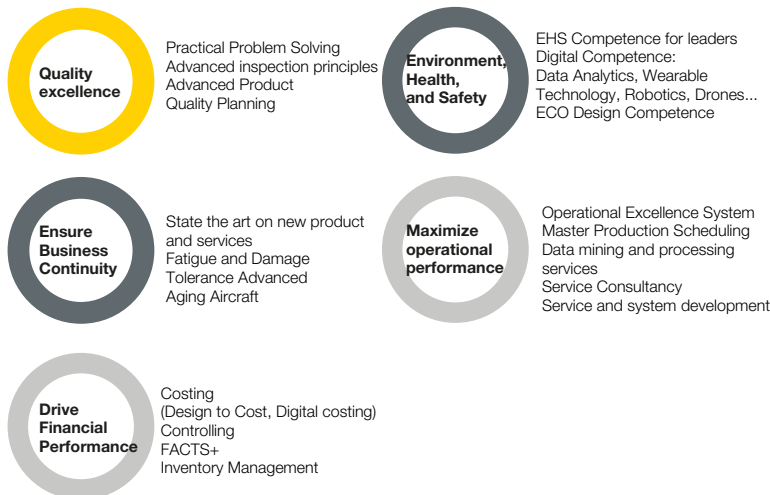 Quality
excellence
Practical Problem Solving
Advanced inspection principles
Advanced Product
Quality Planning
Environment,
Health,
and Safety
EHS Competence for leaders
Digital Competence:
Data Analytics, Wearable
Technology, Robotics, Drones...
ECO Design Competence
Ensure
Business
Continuity
State the art on new product
and services
Fatigue and Damage
Tolerance Advanced
Aging Aircraft
Maximize
operational
performance
Operational Excellence System
Master Production Scheduling
Data mining and processing
services
Service Consultancy
Service and system development
Drive
Financial
Performance
Costing
(Design to Cost, Digital costing)
Controlling
FACTS+
Inventory Management